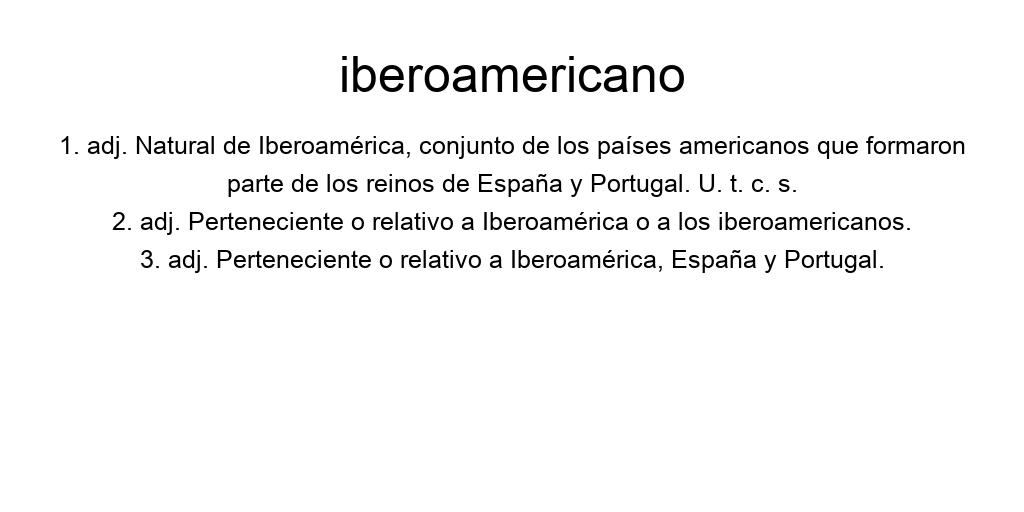 iberoamericano
1. adj. Natural de Iberoamérica, conjunto de los países americanos que formaron
parte de los reinos de España y Portugal. U. t. c. s.
2. adj. Perteneciente o relativo a Iberoamérica o a los iberoamericanos.
3. adj. Perteneciente o relativo a Iberoamérica, España y Portugal.